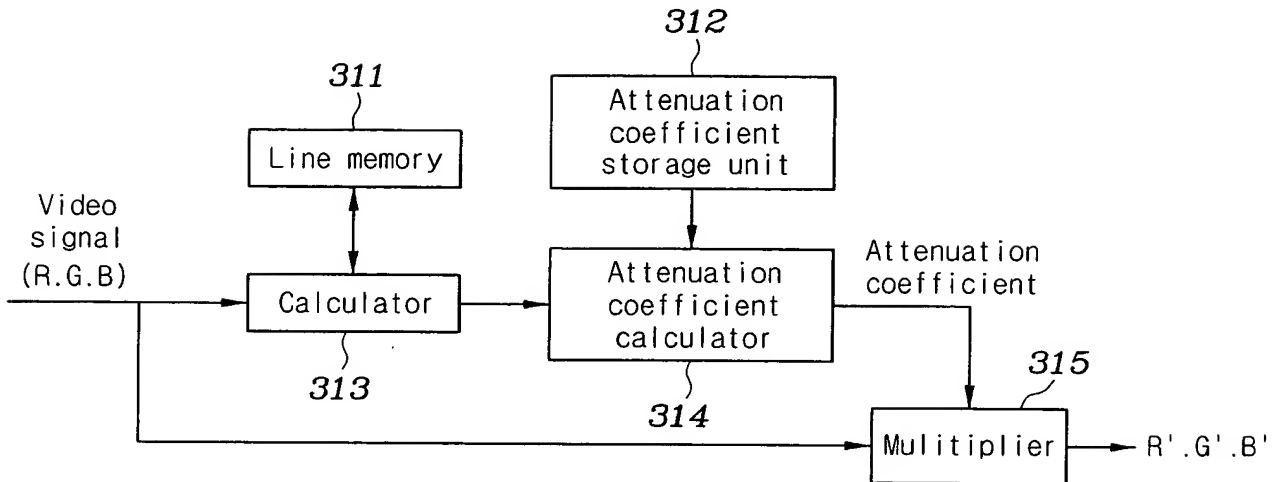 312
311
Attenuation
coefficient
storage unit
Line memory
Video
signal
(R.G.B)
Attenuation
coefficient
Calculator
Attenuation
coefficient
calculator
313
314
315
Mulitiplier
R'.G'.B'